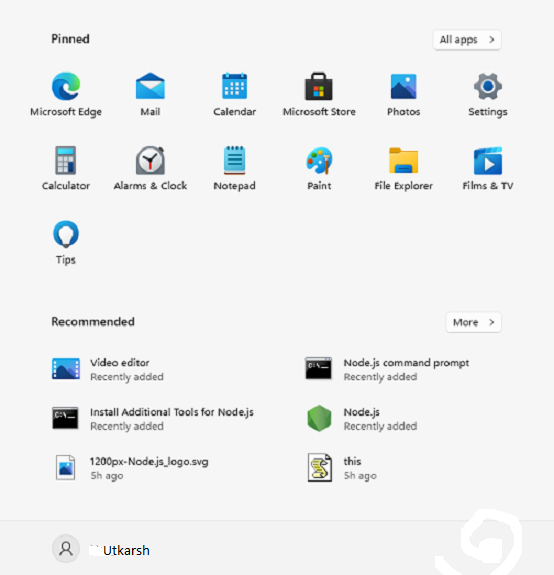 Pinned
All apps >
Microsoft Edge Mail Calendar Microsoft Store Photos Settings
Calculator Alarms & Clock Notepad Paint File Explorer Films & TV
Tips
Recommended
More >
Video editor
Recently added
Node.js command prompt
Recently added
Install Additional Tools for Node.js
Recently added
Node.js
Recently added
1200px-Node.js_logo.svg
5h ago
this
5h ago
Utkarsh